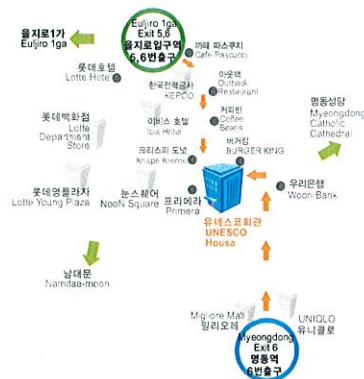 을지로1가
Euljiro 1ga
Euljiro 1ga
Exit 5,6
을지로입구역
5,6번출구
까페 파스쿠치
Cafe Pascucci
롯데호텔
Lotte Hote
한국전력공사
KEPCO
아웃백
Outback
Restaurant
명동성당
Myeongdong
Catholic
Cathedral
롯데백화점
Lotte
Department
Store
이비스 호텔
Ibis Hotel
커피빈
Coffee
Beans
크리스피 도넛
Krispe Kreme
버거킹
BURGER KING
롯데영플라자
Lotte Young Plaza
눈스퀘어
NooN Square
프리메라
Primera
우리은행
Woori Bank
유네스코회관
UNESCO
Housa
남대문
Namdae-moon
Migliore Mall
밀리오레
UNIQLO
유니클로
Myeongdong
Exit 6
명동역
6번출구